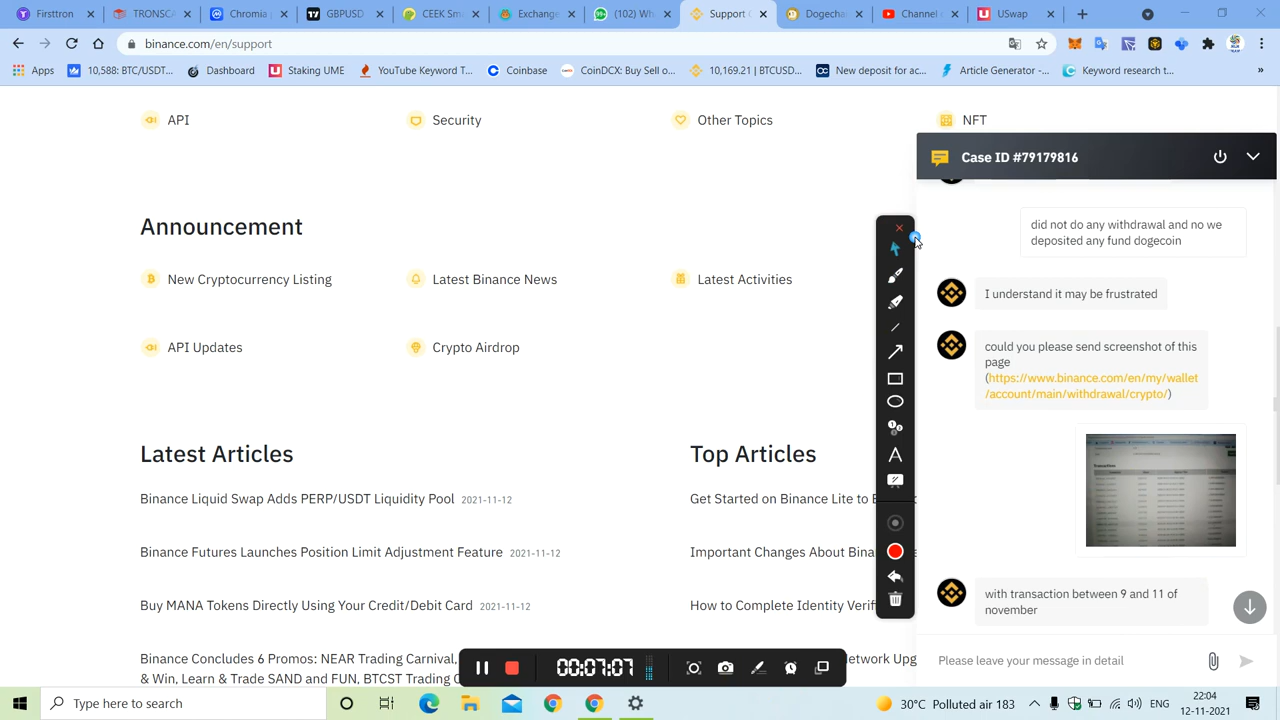 Firstroo
TRONSCA
Ascendar
GBPUSD
CEEK Sm
Exchange
(102) Wh
Support C
Dogecha
Channel c
Ultimate
binance.com/en/support
Apps
10,588: BTC/USDT...
Dashboard
Staking UME
YouTube Keyword T...
Coinbase
CoinDCX: Buy Sell o...
10,169.21 | BTCUSD...
New deposit for ac...
Article Generator -...
Keyword research t...
»
API
Security
Other Topics
NFT
Case ID #79179816
did not do any withdrawal and no we
deposited any fund dogecoin
Announcement
New Cryptocurrency Listing
Latest Binance News
Latest Activities
I understand it may be frustrated
API Updates
Crypto Airdrop
could you please send screenshot of this
page
(https://www.binance.com/en/my/wallet
/account/main/withdrawal/crypto/)
Latest Articles
Top Articles
Transaction
Binance Liquid Swap Adds PERP/USDT Liquidity Pool 2021-11-12
Get Started on Binance Lite to
Binance Futures Launches Position Limit Adjustment Feature 2021-11-12
Important Changes About Bina
with transaction between 9 and 11 of
november
Buy MANA Tokens Directly Using Your Credit/Debit Card 2021-11-12
How to Complete Identity Verif
Binance Concludes 6 Promos: NEAR Trading Carnival,
& Win, Learn & Trade SAND and FUN, BTCST Trading C
Network Upg
00:07:07
Please leave your message in detail
Type here to search
30°C Polluted air 183
ENG
22:04
12-11-2021